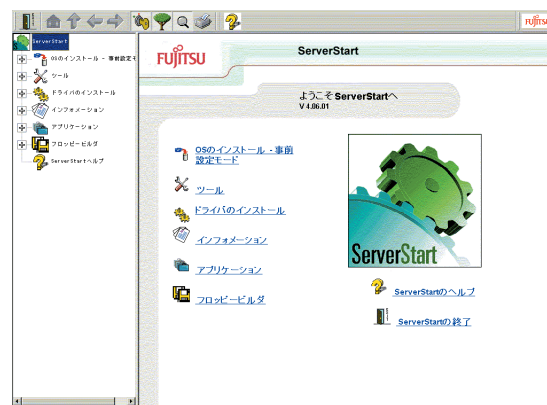 FUJITSU
ServerStart
OSのインストール - 事前設定モ
ツール
ドライバのインストール
インフォメーション
アプリケーション
フロッピービルダ
ServerStartヘルプ
FUJITSU
ServerStart
ようこそ ServerStartへ
V 4.06.01
OSのインストール - 事前
設定モード
ツール
ドライバのインストール
インフォメーション
アプリケーション
フロッピービルダ
ServerStart
ServerStartのヘルプ
ServerStartの終了